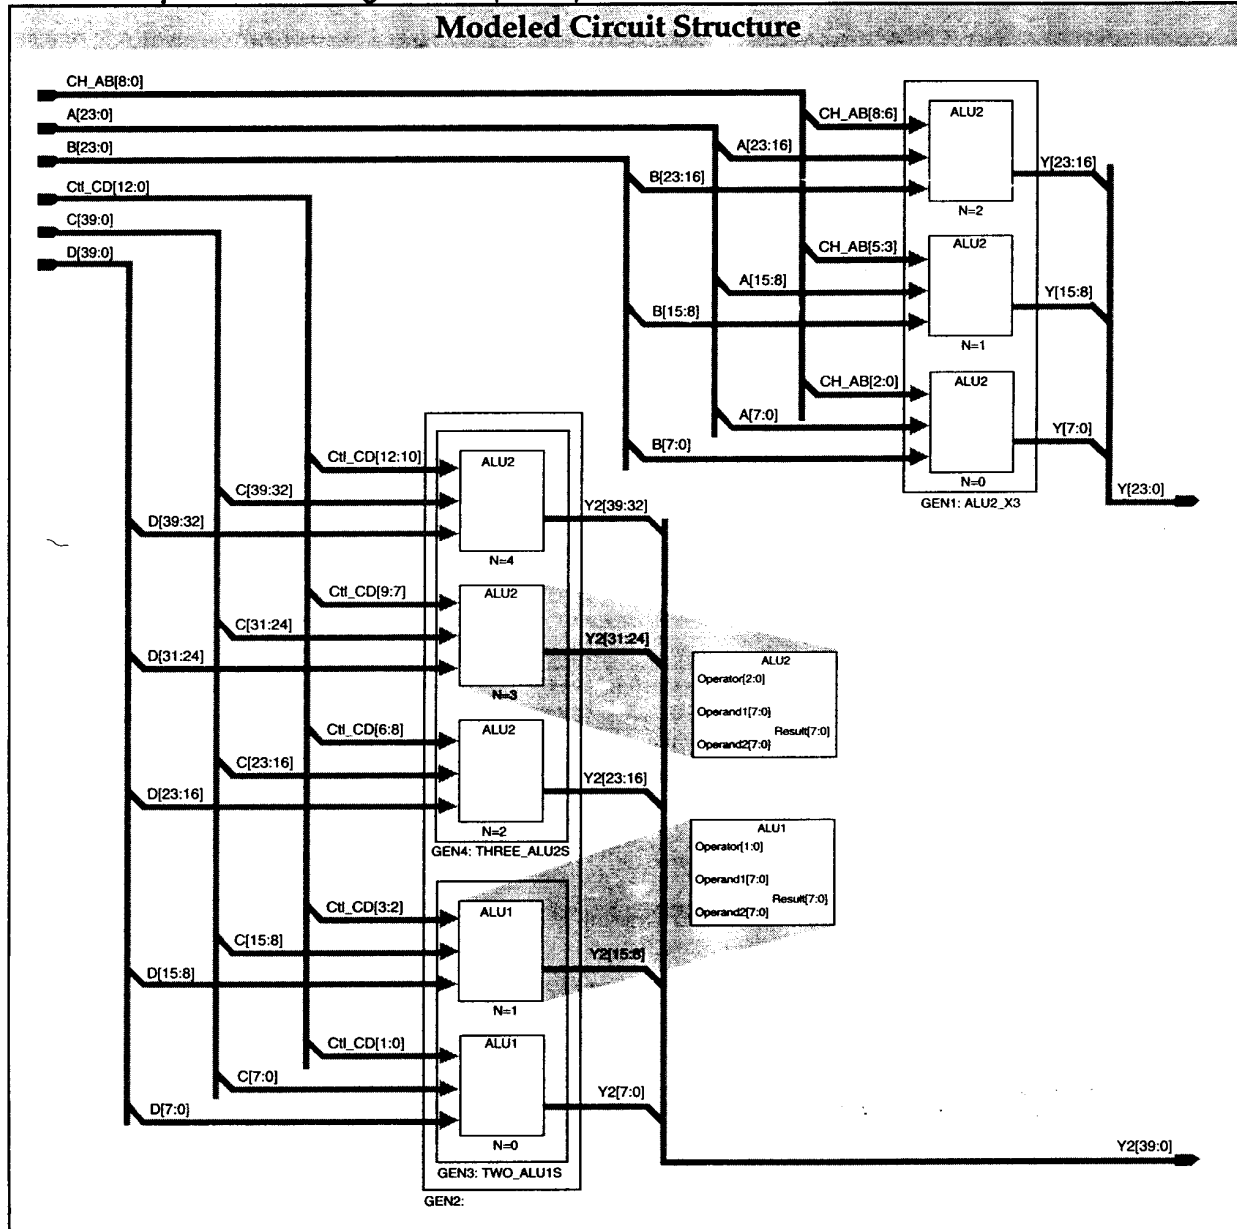 Modeled Circuit Structure
CH_AB[8:0]
A[23:0]
B[23:0]
Ctl_CD[12:0]
C[39:0]
D[39:0]
CH_AB[8:6]
A[23:16]
B[23:16]
ALU2
Y[23:16]
N=2
CH_AB[5:3]
A[15:8]
B[15:8]
ALU2
Y[15:8]
N=1
CH_AB[2:0]
A[7:0]
B[7:0]
ALU2
Y[7:0]
N=0
GEN1: ALU2_X3
Y[23:0]
Ctl_CD[12:10]
C[39:32]
D[39:32]
ALU2
Y2[39:32]
N=4
Ctl_CD[9:7]
C[31:24]
D[31:24]
ALU2
Y2[31:24]
N=3
ALU2
Operator[2:0]
Operand1[7:0}
Result[7:0]
Operand2[7:0]
Ctl_CD[6:8]
C[23:16]
D[23:16]
ALU2
Y2[23:16]
N=2
GEN4: THREE_ALU2S
ALU1
Operator[1:0]
Operand1[7:0]
Result[7:0]
Operand2[7:0]
Ctl_CD[3:2]
C[15:8]
D[15:8]
ALU1
Y2[15:8]
N=1
Ctl_CD[1:0]
C[7:0]
D[7:0]
ALU1
Y2[7:0]
N=0
GEN3: TWO_ALU1S
GEN2:
Y2[39:0]